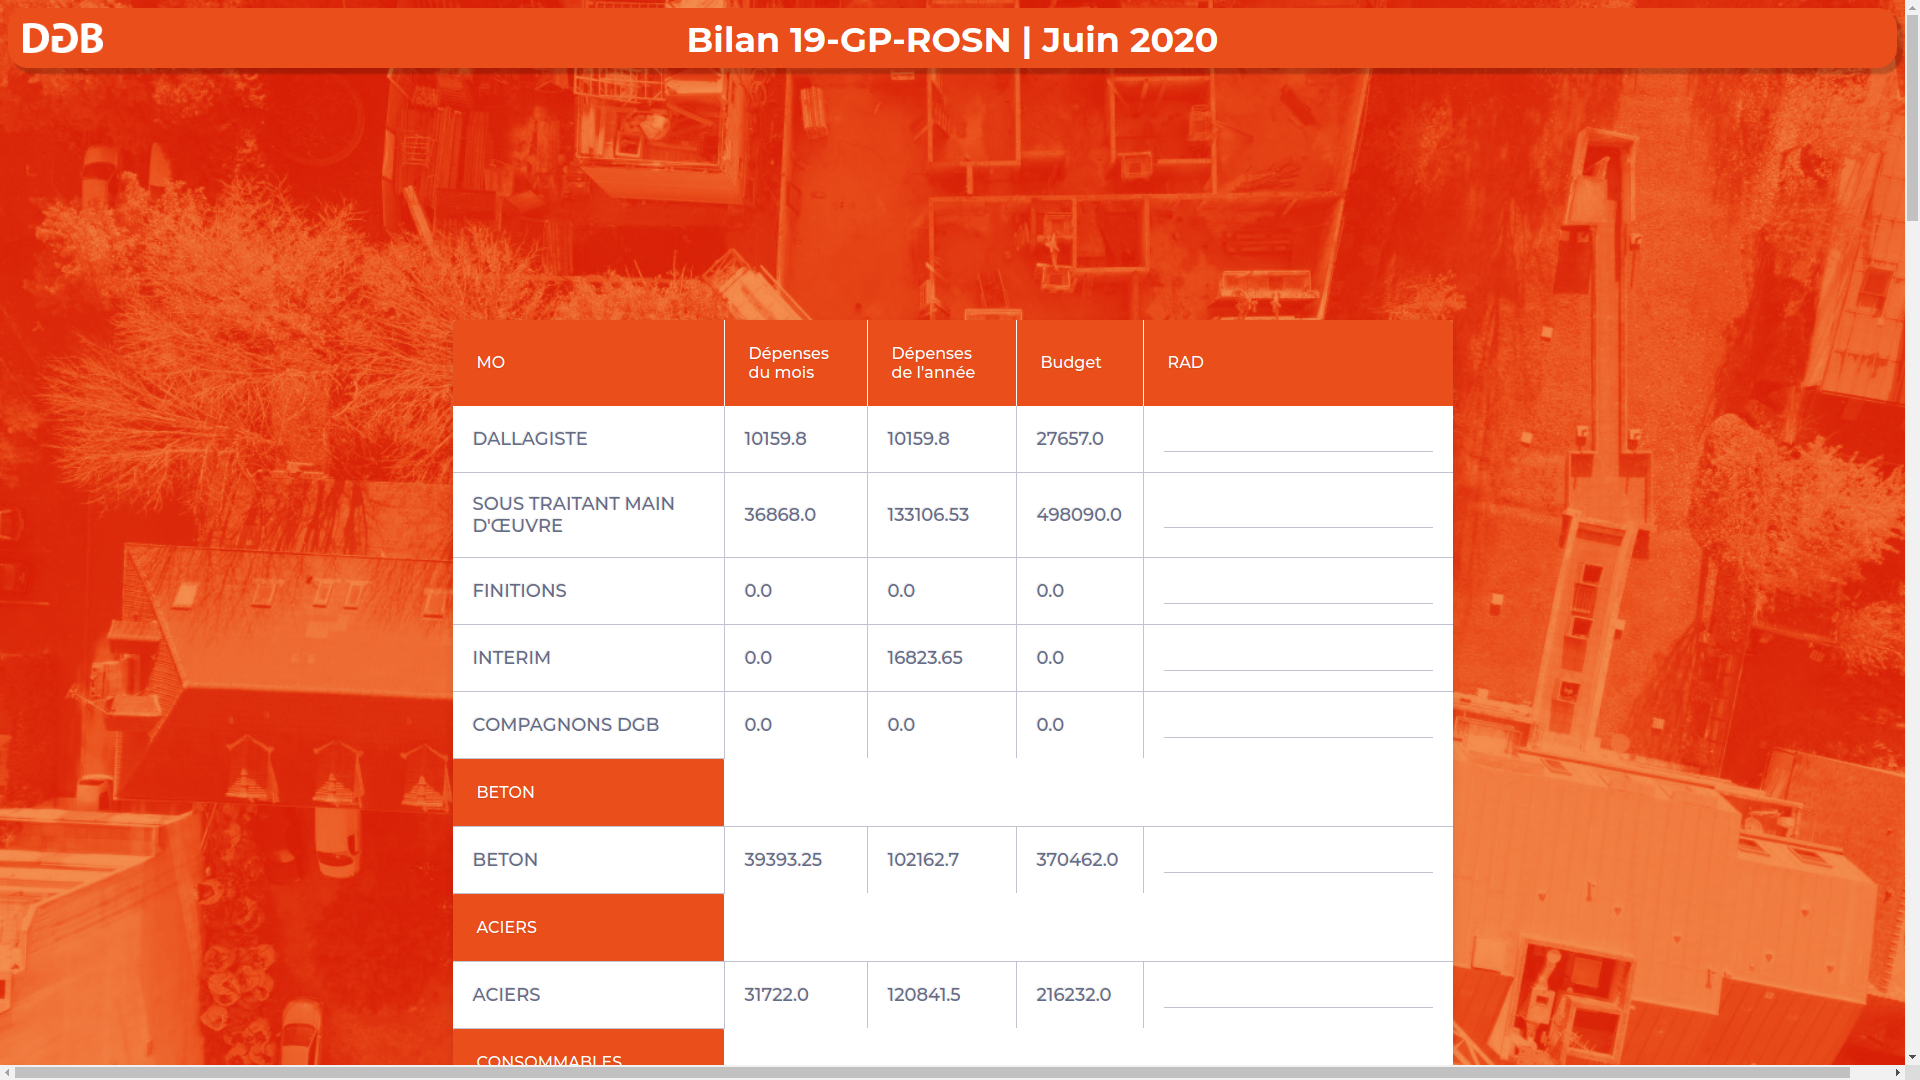 DGB
Bilan 19-GP-ROSN | Juin 2020
MO
Dépenses
du mois
Dépenses
de l'année
Budget
RAD
DALLAGISTE 10159.8 10159.8 27657.0
SOUS TRAITANT MAIN
D'ŒUVRE
36868.0 133106.53 498090.0
FINITIONS 0.0 0.0 0.0
INTERIM 0.0 16823.65 0.0
COMPAGNONS DGB 0.0 0.0 0.0
BETON
BETON 39393.25 102162.7 370462.0
ACIERS
ACIERS 31722.0 120841.5 216232.0
CONSOMMABLES